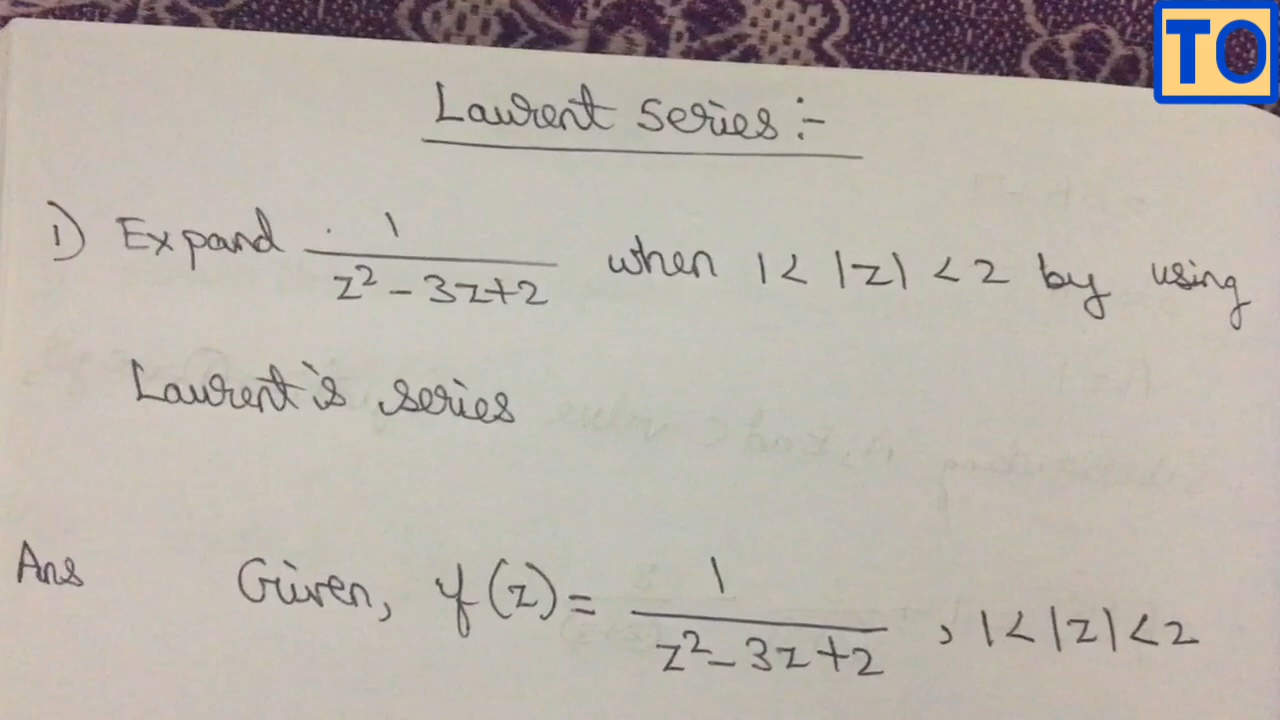 TO
Laurent series :-
1) Expand 1/(z² - 3z+2) when 1 < |z| < 2 by using
Laurent's series
Ans Given, f(z) = 1/(z² - 3z+2) , 1 < |z| < 2